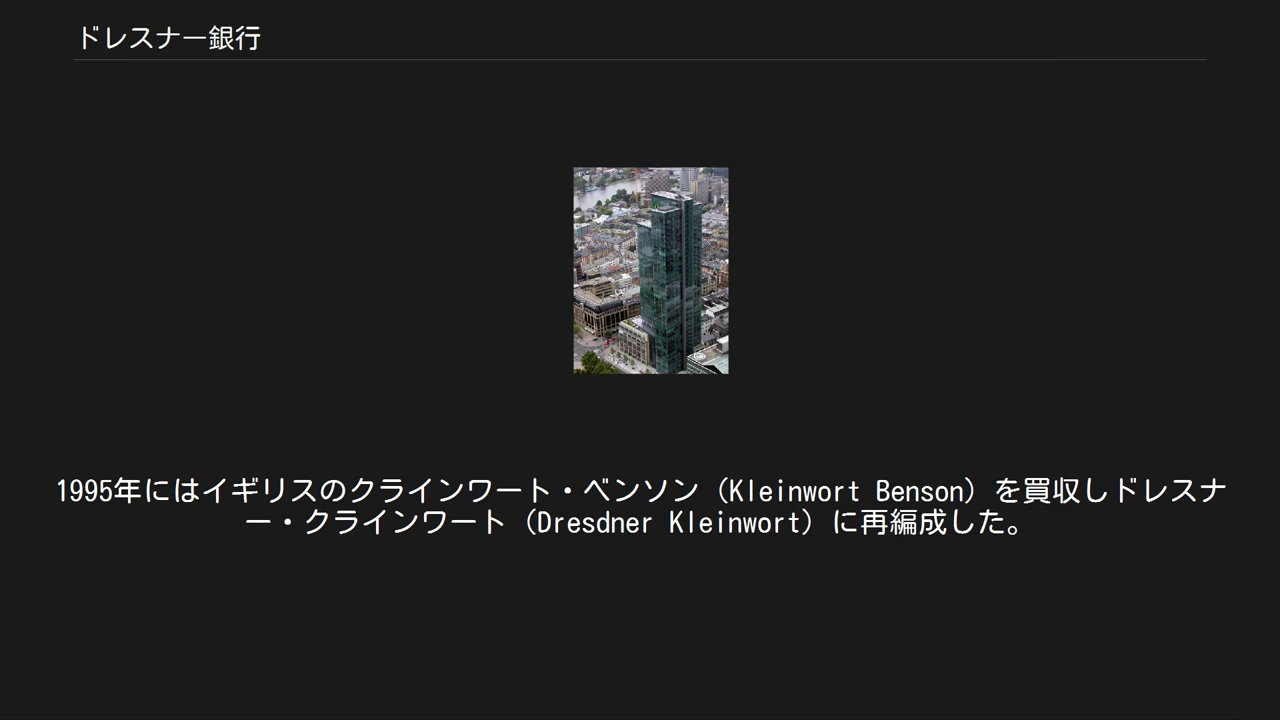 ドレスナー銀行
1995年にはイギリスのクラインワート・ベンソン（Kleinwort Benson）を買収しドレスナ
ー・クラインワート（Dresdner Kleinwort）に再編成した。